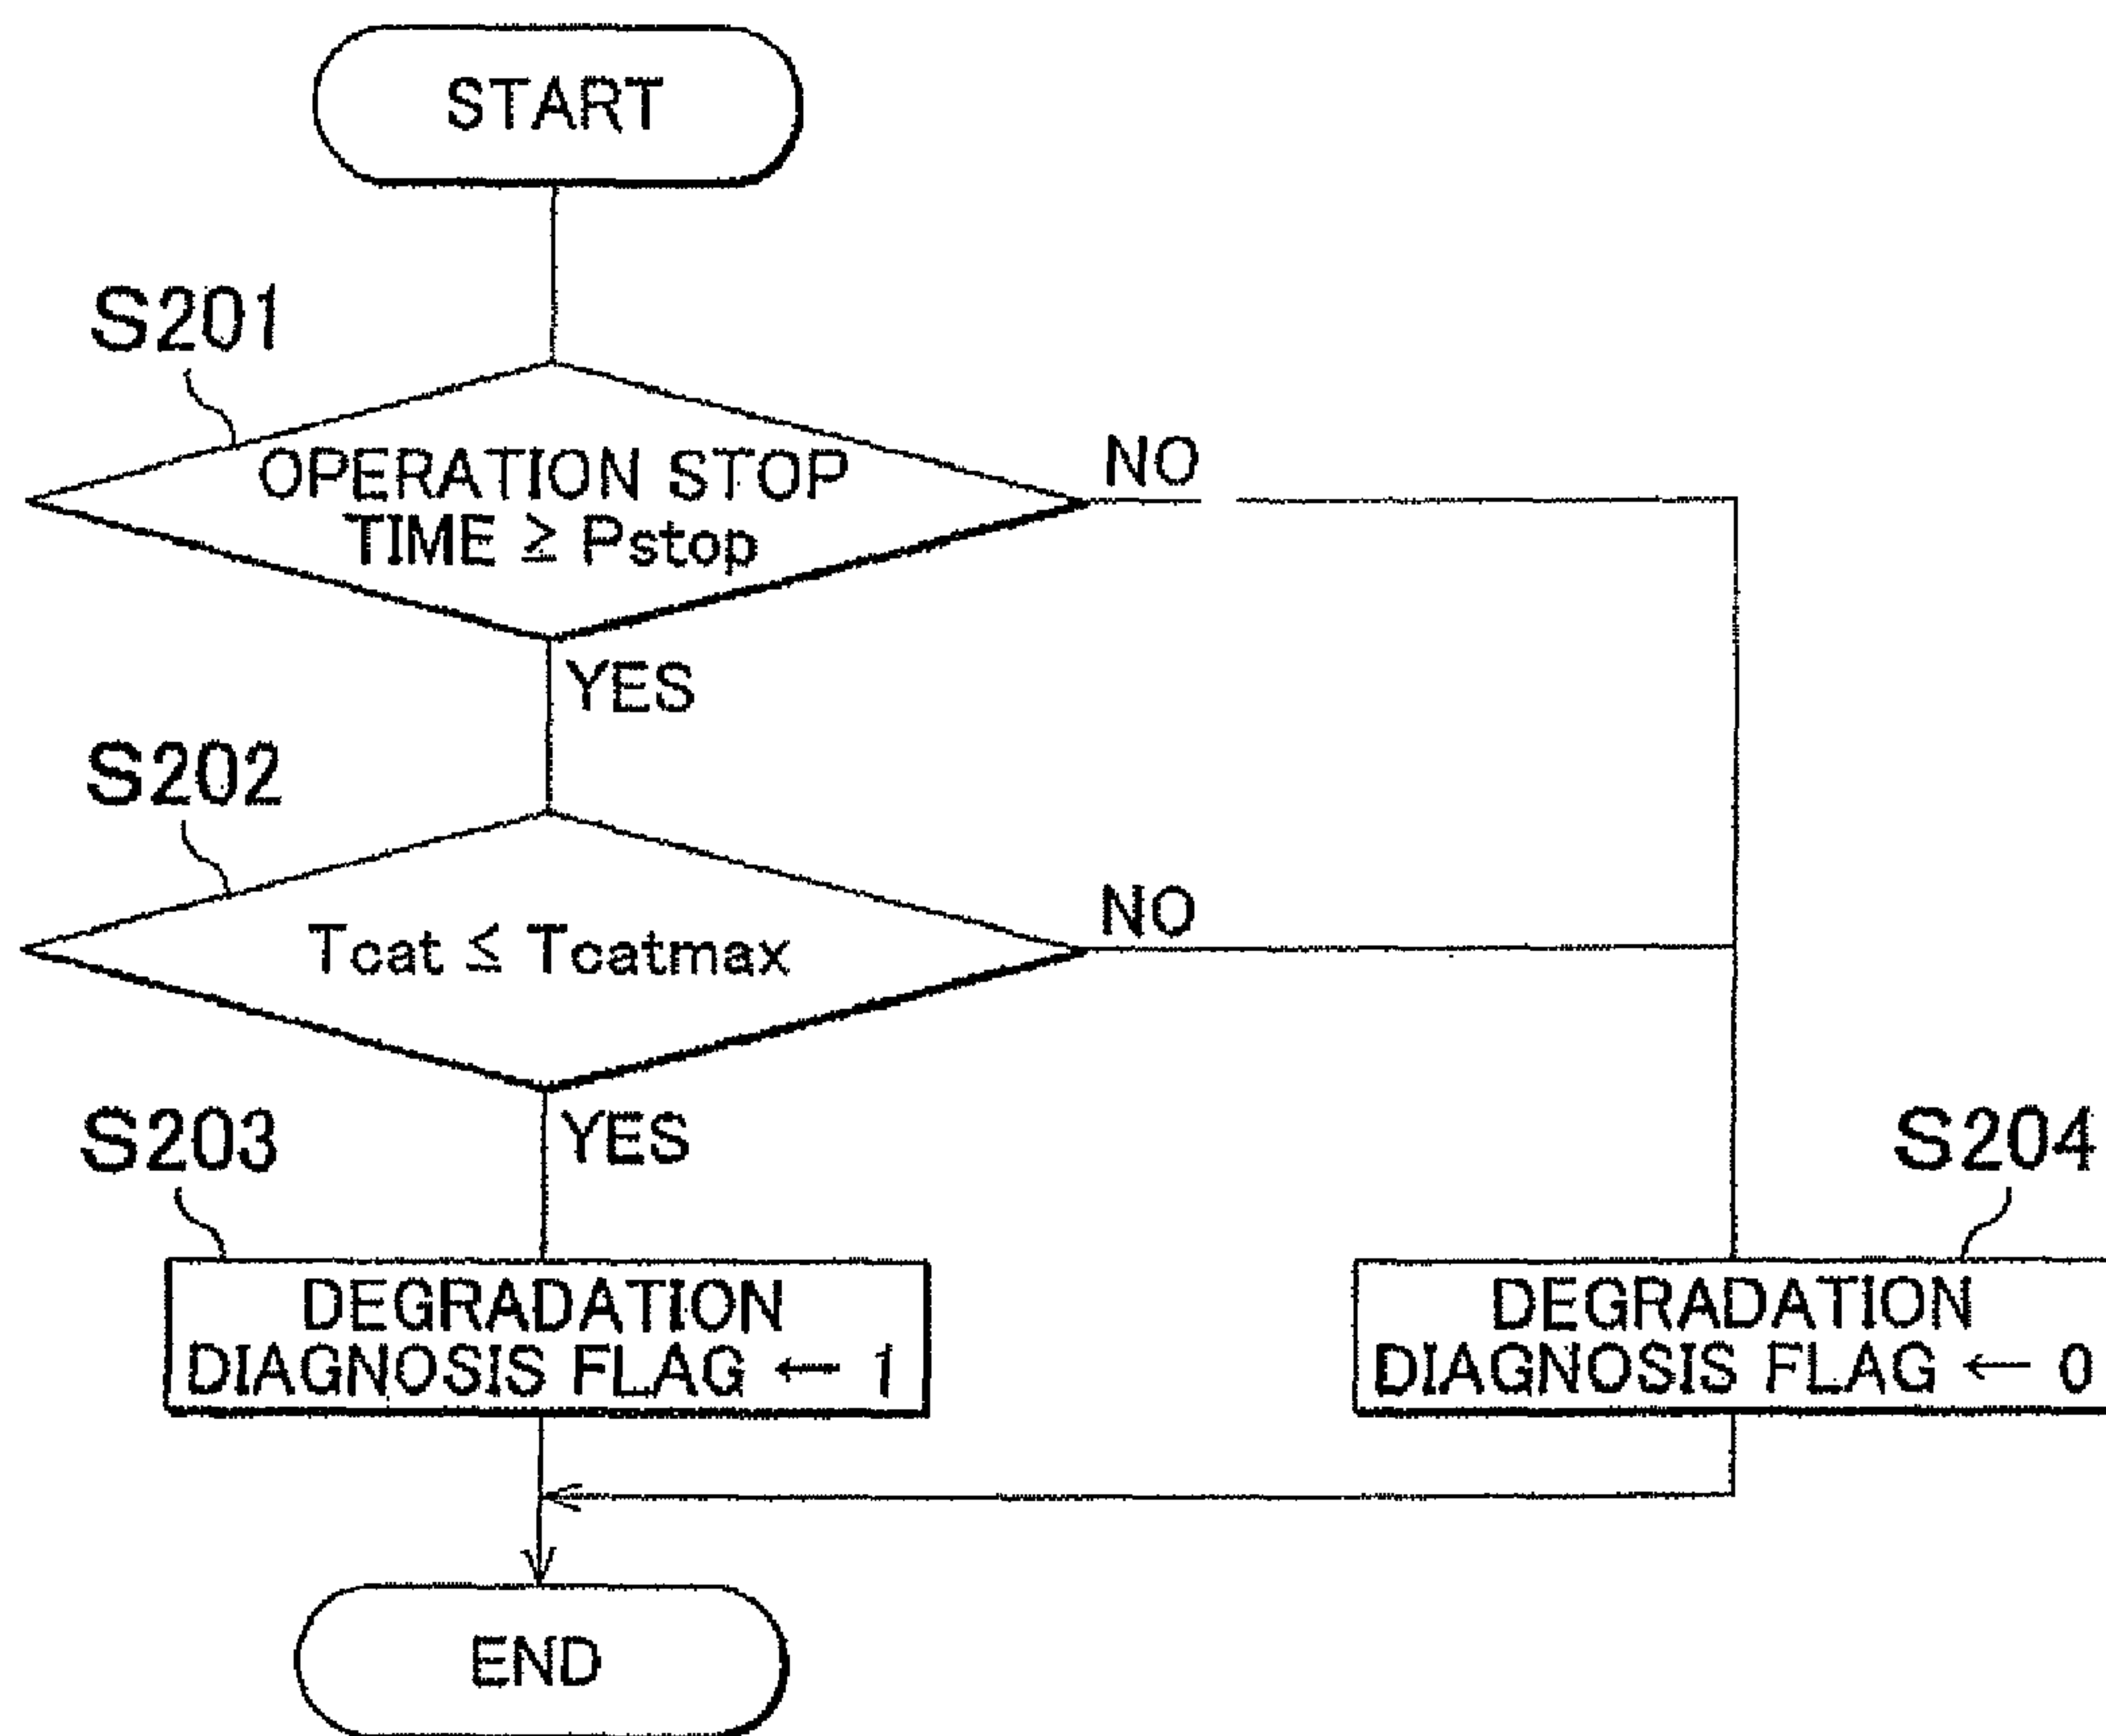 START
S201
OPERATION STOP
TIME ≥ Pstop
NO
YES
S202
Tcat ≤ Tcatmax
NO
YES
S203
DEGRADATION
DIAGNOSIS FLAG ← 1
S204
DEGRADATION
DIAGNOSIS FLAG ← 0
END